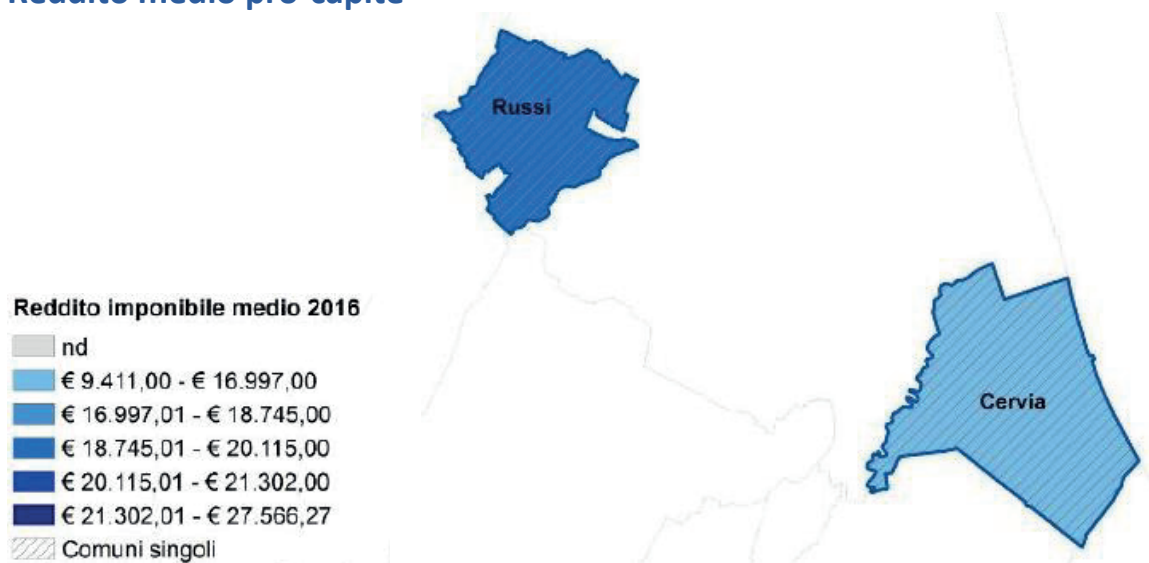 Reddito medio pro-capite
Russi
Reddito imponibile medio 2016
nd
€ 9.411,00 - € 16.997,00
€ 16.997,01 - € 18.745,00
€ 18.745,01 - € 20.115,00
€ 20.115,01 - € 21.302,00
€ 21.302,01 - € 27.566,27
Comuni singoli
Cervia